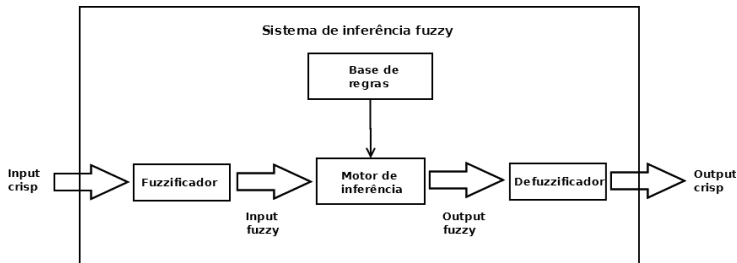 Sistema de inferência fuzzy
Base de
regras
Input
crisp
Fuzzificador
Input
fuzzy
Motor de
inferência
Output
fuzzy
Defuzzificador
Output
crisp